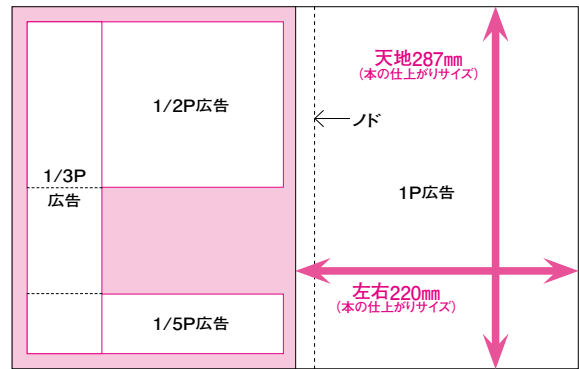 1/2P広告
1/3P
広告
1/5P広告
天地287㎜
（本の仕上がりサイズ）
ノド
1P広告
左右220㎜
（本の仕上がりサイズ）